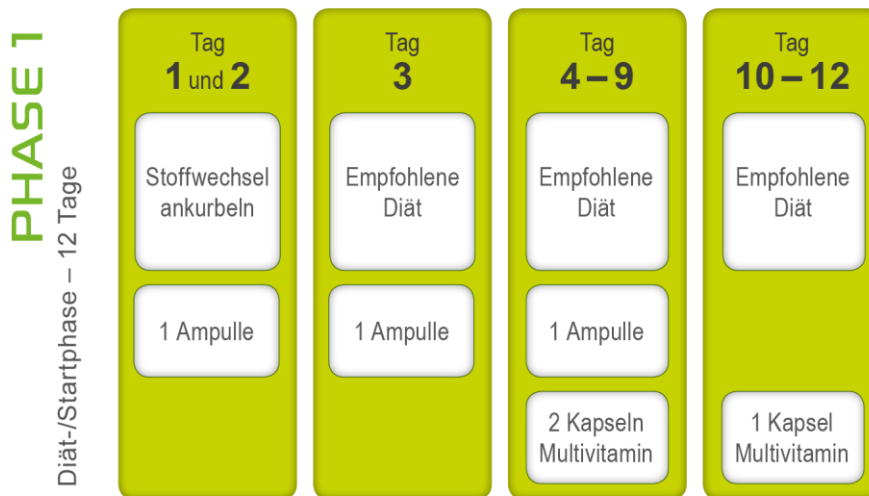 PHASE 1
Diät-/Startphase – 12 Tage
Tag
1 und 2
Stoffwechsel
ankurbeln
1 Ampulle
Tag
3
Empfohlene
Diät
1 Ampulle
Tag
4 – 9
Empfohlene
Diät
1 Ampulle
2 Kapseln
Multivitamin
Tag
10 – 12
Empfohlene
Diät
1 Kapsel
Multivitamin